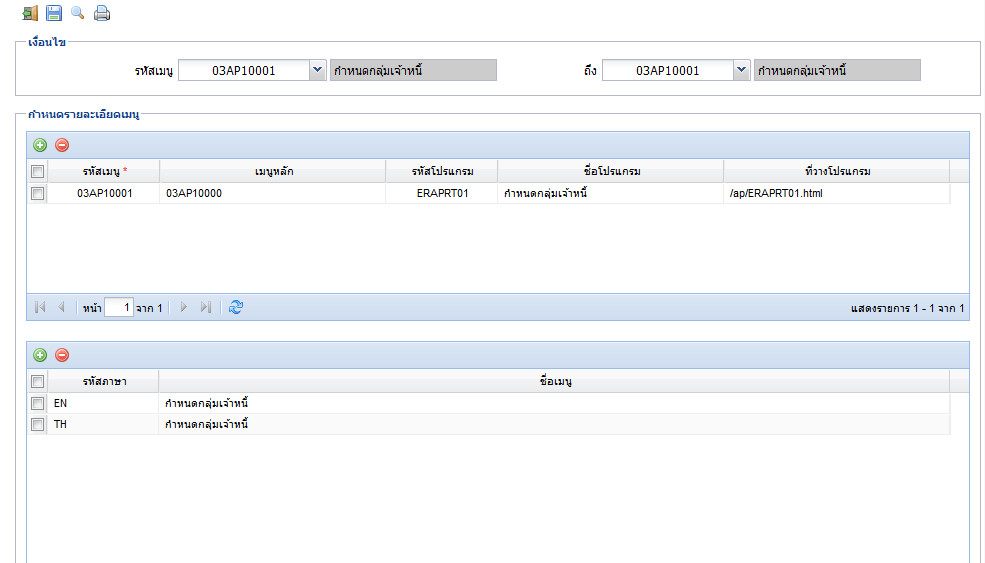 เงื่อนไข
รหัสเมนู 03AP10001 กำหนดกลุ่มเจ้าหนี้ ถึง 03AP10001 กำหนดกลุ่มเจ้าหนี้
กำหนดรายละเอียดเมนู
รหัสเมนู * เมนูหลัก รหัสโปรแกรม ชื่อโปรแกรม ที่วางโปรแกรม
03AP10001 03AP10000 ERAPRT01 กำหนดกลุ่มเจ้าหนี้ /ap/ERAPRT01.html
หน้า 1 จาก 1 แสดงรายการ 1 - 1 จาก 1
รหัสภาษา ชื่อเมนู
EN กำหนดกลุ่มเจ้าหนี้
TH กำหนดกลุ่มเจ้าหนี้